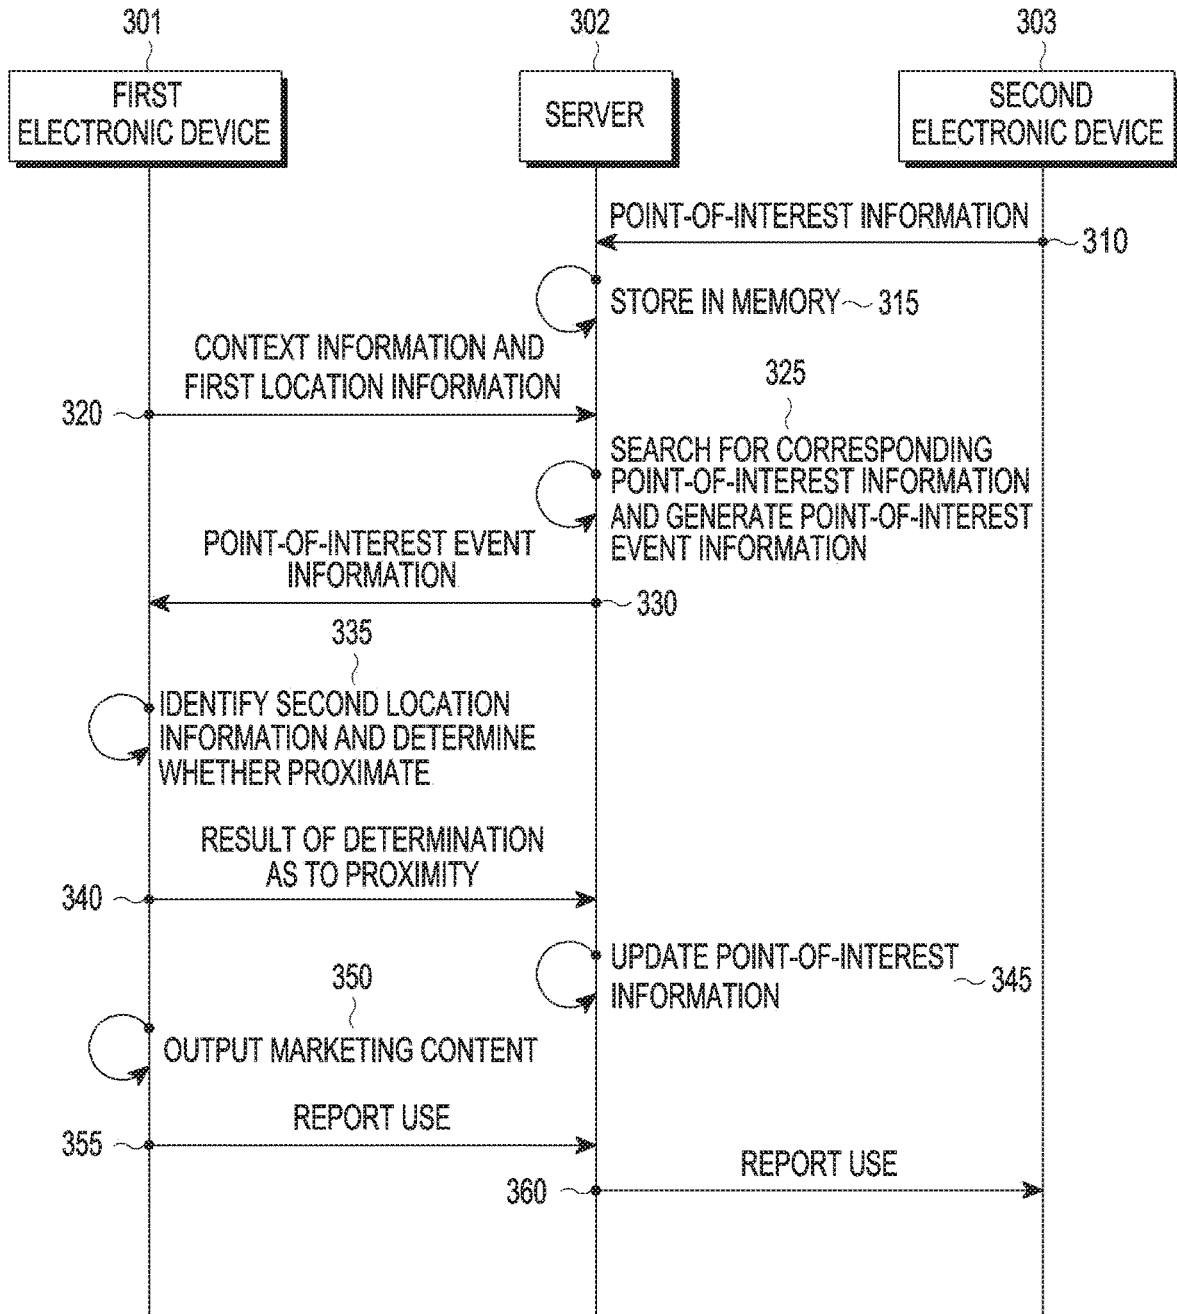 301
302
303
FIRST
ELECTRONIC DEVICE
SERVER
SECOND
ELECTRONIC DEVICE
POINT-OF-INTEREST INFORMATION
310
STORE IN MEMORY
315
CONTEXT INFORMATION AND
FIRST LOCATION INFORMATION
320
325
SEARCH FOR CORRESPONDING
POINT-OF-INTEREST INFORMATION
AND GENERATE POINT-OF-INTEREST
EVENT INFORMATION
POINT-OF-INTEREST EVENT
INFORMATION
330
335
IDENTIFY SECOND LOCATION
INFORMATION AND DETERMINE
WHETHER PROXIMATE
RESULT OF DETERMINATION
AS TO PROXIMITY
340
UPDATE POINT-OF-INTEREST
INFORMATION
345
350
OUTPUT MARKETING CONTENT
REPORT USE
355
REPORT USE
360